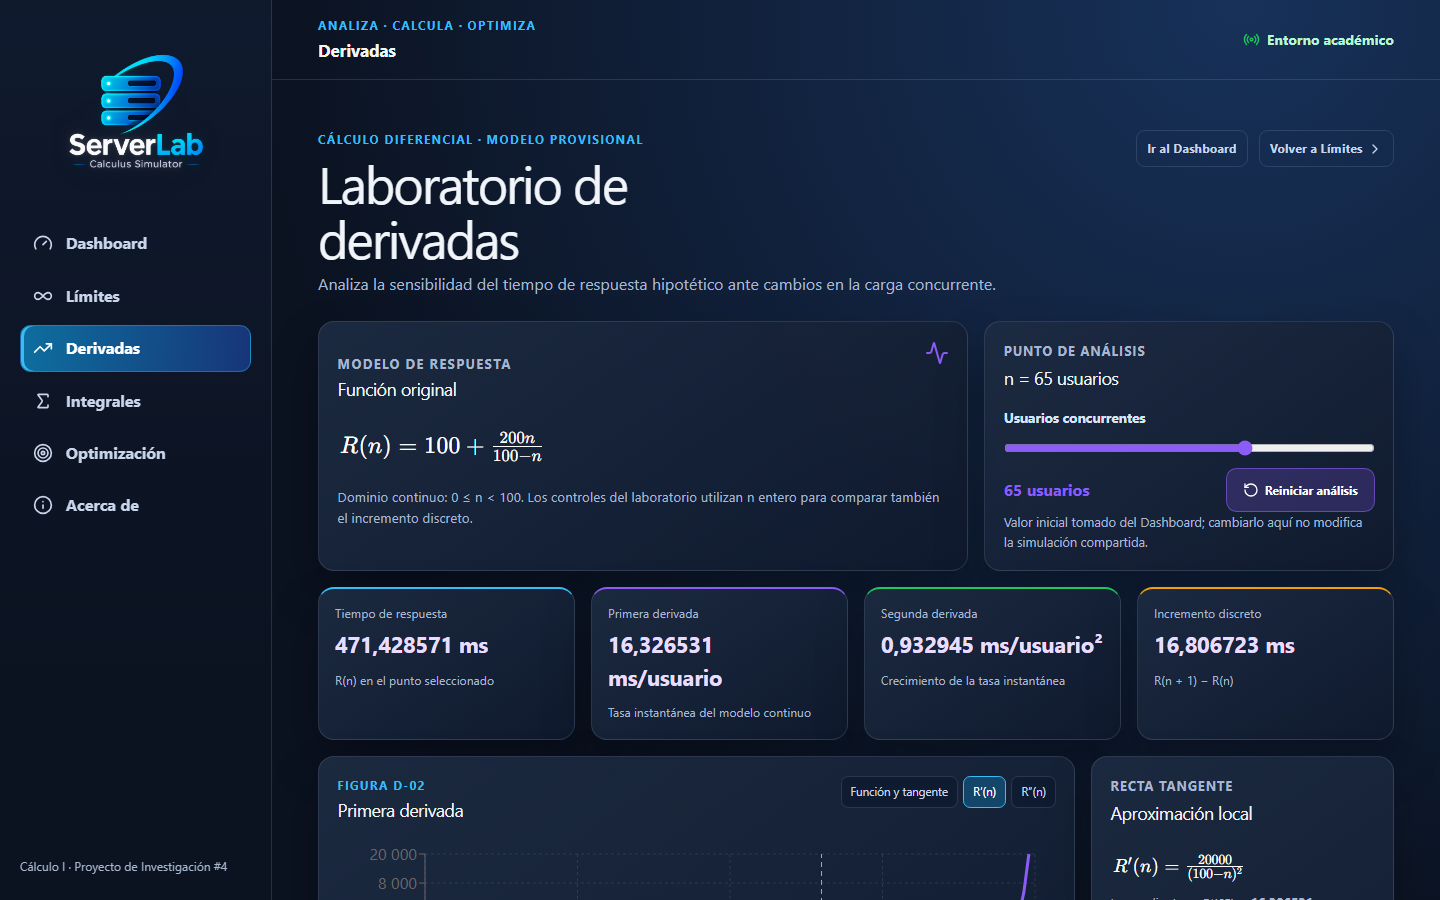 ServerLab
Calculus Simulator
Dashboard
Límites
Derivadas
Integrales
Optimización
Acerca de
Cálculo I · Proyecto de Investigación #4
ANALIZA · CALCULA · OPTIMIZA
Derivadas
Entorno académico
CÁLCULO DIFERENCIAL · MODELO PROVISIONAL
Laboratorio de
derivadas
Analiza la sensibilidad del tiempo de respuesta hipotético ante cambios en la carga concurrente.
Ir al Dashboard
Volver a Límites
MODELO DE RESPUESTA
Función original
R(n) = 100 + 200n/(100−n)
Dominio continuo: 0 ≤ n < 100. Los controles del laboratorio utilizan n entero para comparar también
el incremento discreto.
PUNTO DE ANÁLISIS
n = 65 usuarios
Usuarios concurrentes
65 usuarios
Reiniciar análisis
Valor inicial tomado del Dashboard; cambiarlo aquí no modifica
la simulación compartida.
Tiempo de respuesta
471,428571 ms
R(n) en el punto seleccionado
Primera derivada
16,326531
ms/usuario
Tasa instantánea del modelo continuo
Segunda derivada
0,932945 ms/usuario²
Crecimiento de la tasa instantánea
Incremento discreto
16,806723 ms
R(n + 1) − R(n)
FIGURA D-02
Primera derivada
Función y tangente
R′(n)
R″(n)
20 000
8 000
RECTA TANGENTE
Aproximación local
R′(n) = 20000/(100−n)²